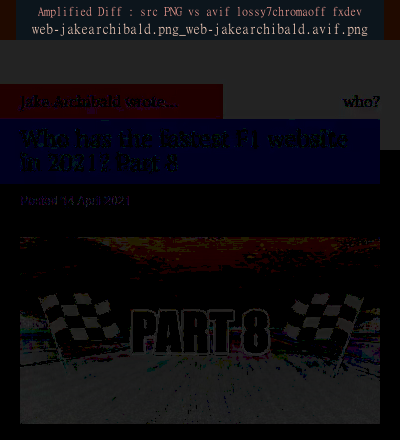 Amplified Diff : src PNG vs avif lossy7chromaoff fxdev
web-jakearchibald.png_web-jakearchibald.avif.png
Jake Archibald wrote…
who?
Who has the fastest F1 website
in 2021? Part 8
Posted 14 April 2021
PART 8